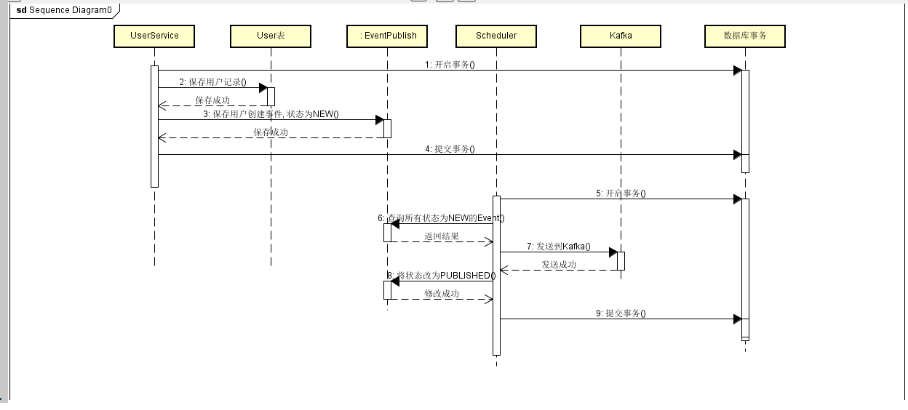 sd Sequence Diagram0
UserService
User表
: EventPublish
Scheduler
Kafka
数据库事务
1: 开启事务()
2: 保存用户记录()
保存成功
3: 保存用户创建事件, 状态为NEW()
保存成功
4: 提交事务()
5: 开启事务()
6: 查询所有状态为NEW的Event()
返回结果
7: 发送到Kafka()
发送成功
8: 将状态改为PUBLISHED()
修改成功
9: 提交事务()